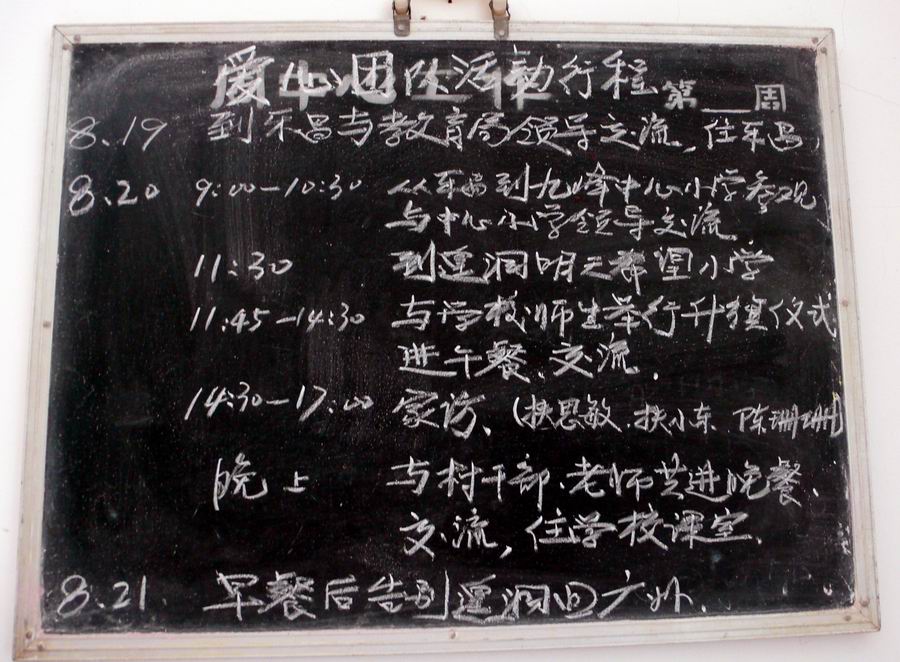 爱心团队活动行程 第__周
8.19 到乐昌与教育局领导交流,住乐昌,
8.20 9:00-10:30 从乐昌到九峰中心小学参观
与中心小学领导交流.
11:30 到莲洞明天希望小学
11:45-14:30 与学校师生举行升旗仪式
进午餐、交流.
14:30-17:00 家访、(扶思敏、扶小东 陈珊珊)
晚上 与村干部、老师共进晚餐、
交流,住学校课室.
8.21 早餐后告别莲洞回广州.